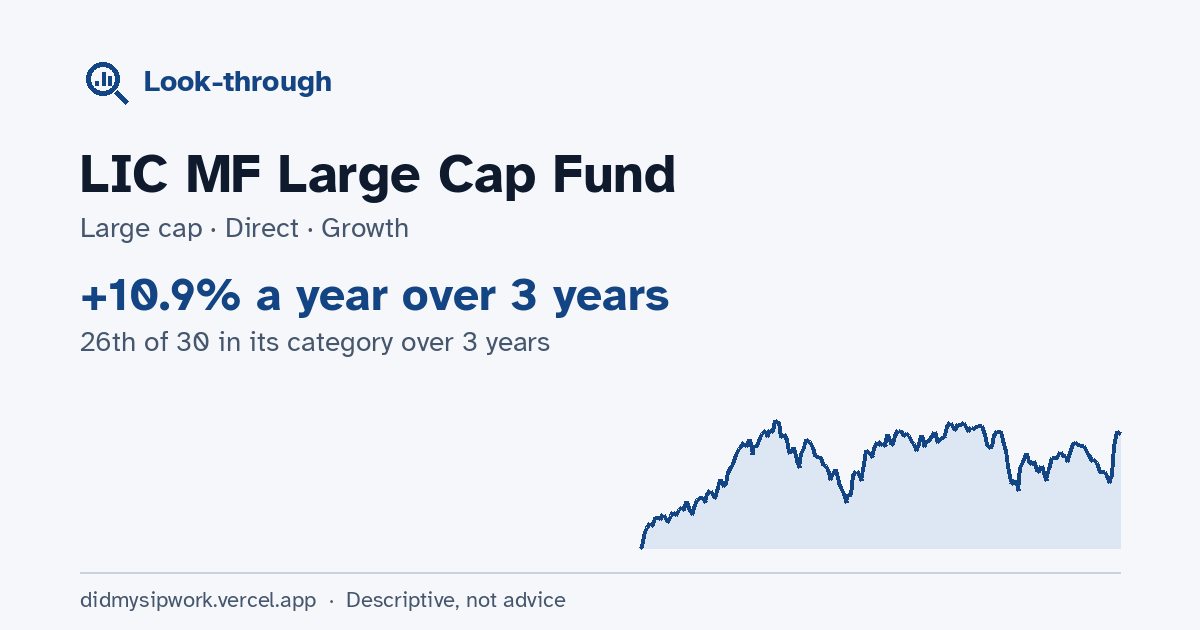 Look-through
LIC MF Large Cap Fund
Large cap · Direct · Growth
+10.9% a year over 3 years
26th of 30 in its category over 3 years
didmysipwork.vercel.app · Descriptive, not advice